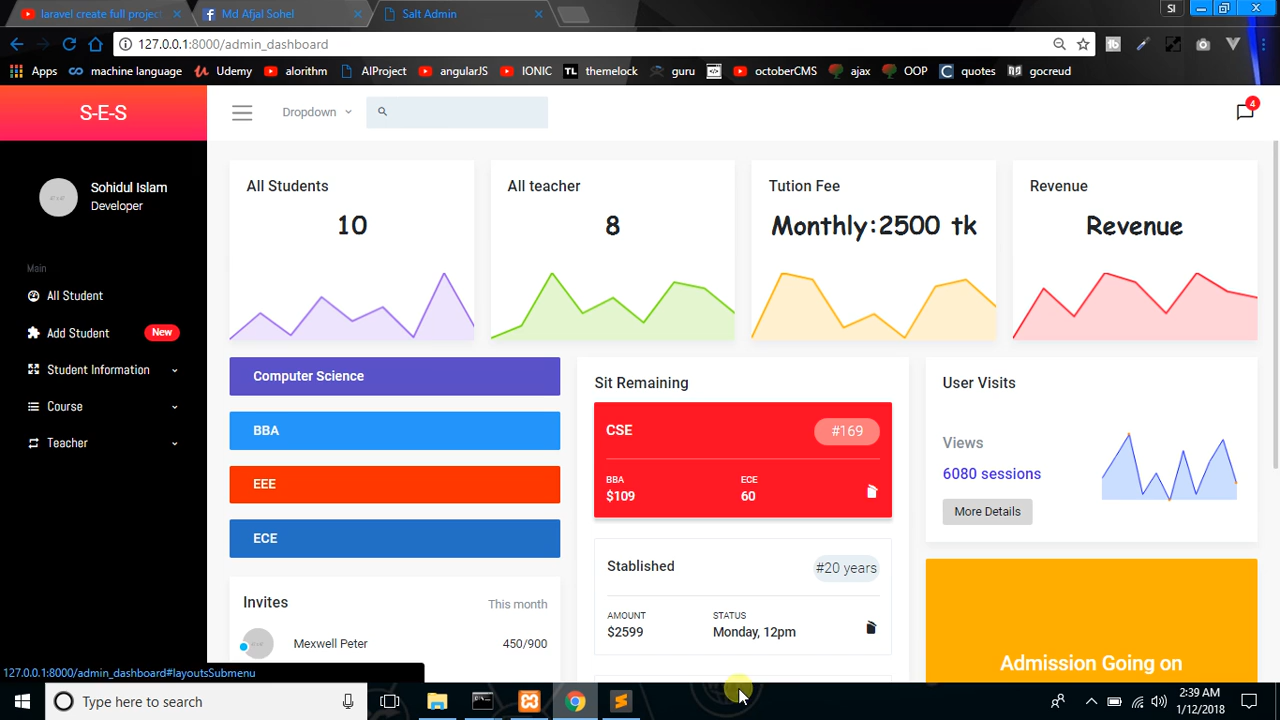 laravel create full project
Md Afjal Sohel
Salt Admin
SI
127.0.0.1:8000/admin_dashboard
Apps
machine language
Udemy
alorithm
AIProject
angularJS
IONIC
TL
themelock
guru
octoberCMS
ajax
OOP
quotes
gocreud
S-E-S
Dropdown
4
Sohidul Islam
Developer
Main
All Student
Add Student
New
Student Information
Course
Teacher
All Students
10
All teacher
8
Tution Fee
Monthly:2500 tk
Revenue
Revenue
Computer Science
BBA
EEE
ECE
Invites
This month
Mexwell Peter
450/900
Sit Remaining
CSE
#169
BBA
ECE
$109
60
Stablished
#20 years
AMOUNT
STATUS
$2599
Monday, 12pm
User Visits
Views
6080 sessions
More Details
Admission Going on
127.0.0.1:8000/admin_dashboard#layoutsSubmenu
Type here to search
2:39 AM
1/12/2018